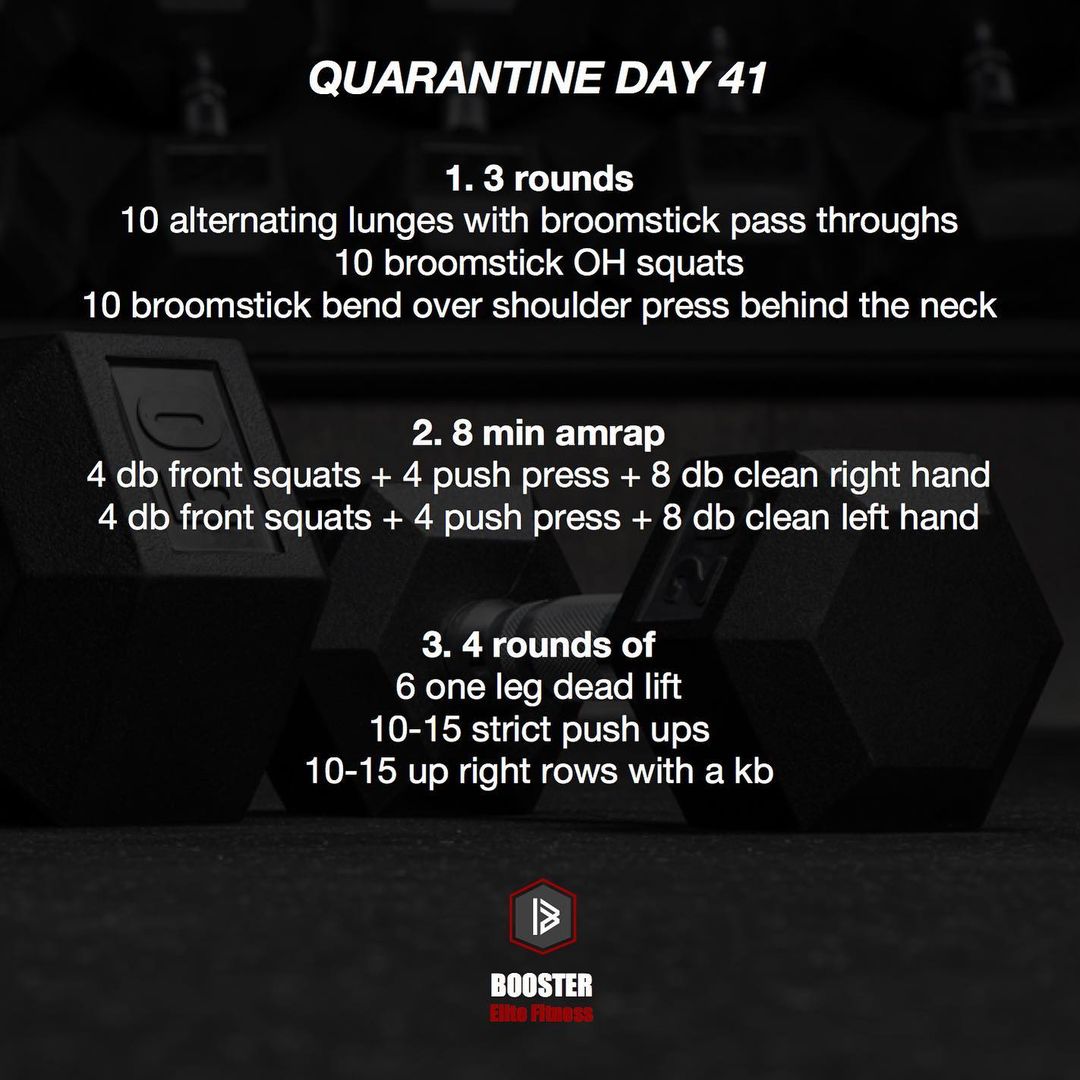 QUARANTINE DAY 41
1. 3 rounds
10 alternating lunges with broomstick pass throughs
10 broomstick OH squats
10 broomstick bend over shoulder press behind the neck
2. 8 min amrap
4 db front squats + 4 push press + 8 db clean right hand
4 db front squats + 4 push press + 8 db clean left hand
3. 4 rounds of
6 one leg dead lift
10-15 strict push ups
10-15 up right rows with a kb
BOOSTER
Elite Fitness